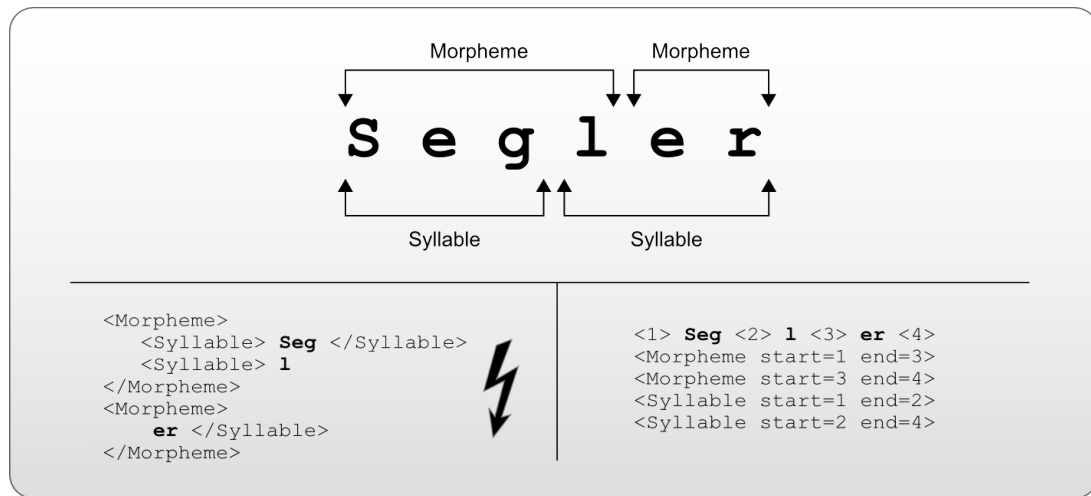 Morpheme Morpheme
S e g l e r
Syllable Syllable
<Morpheme>
<Syllable> Seg </Syllable>
<Syllable> l
</Morpheme>
<Morpheme>
er </Syllable>
</Morpheme>
<1> Seg <2> l <3> er <4>
<Morpheme start=1 end=3>
<Morpheme start=3 end=4>
<Syllable start=1 end=2>
<Syllable start=2 end=4>